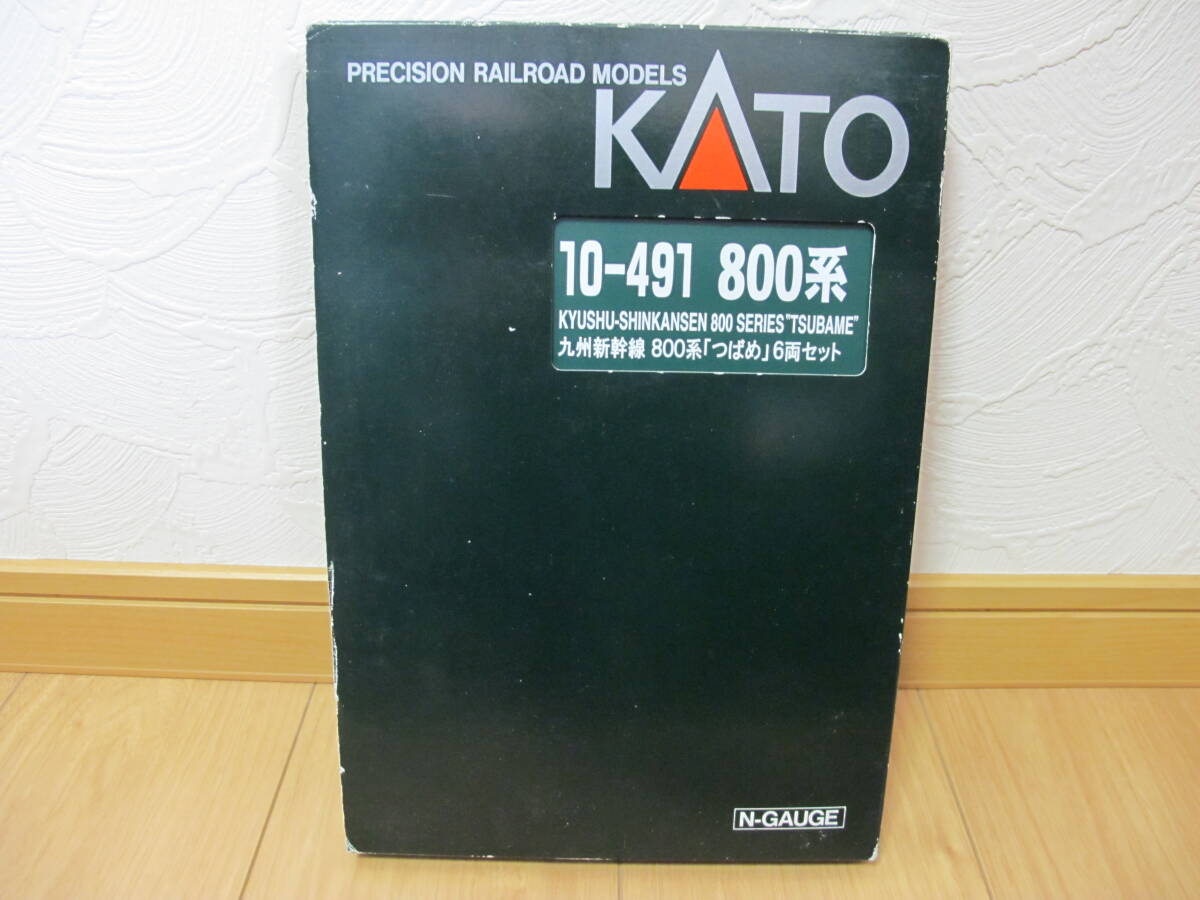 PRECISION RAILROAD MODELS
KATO
10-491 800系
KYUSHU-SHINKANSEN 800 SERIES "TSUBAME"
九州新幹線 800系「つばめ」6両セット
N-GAUGE